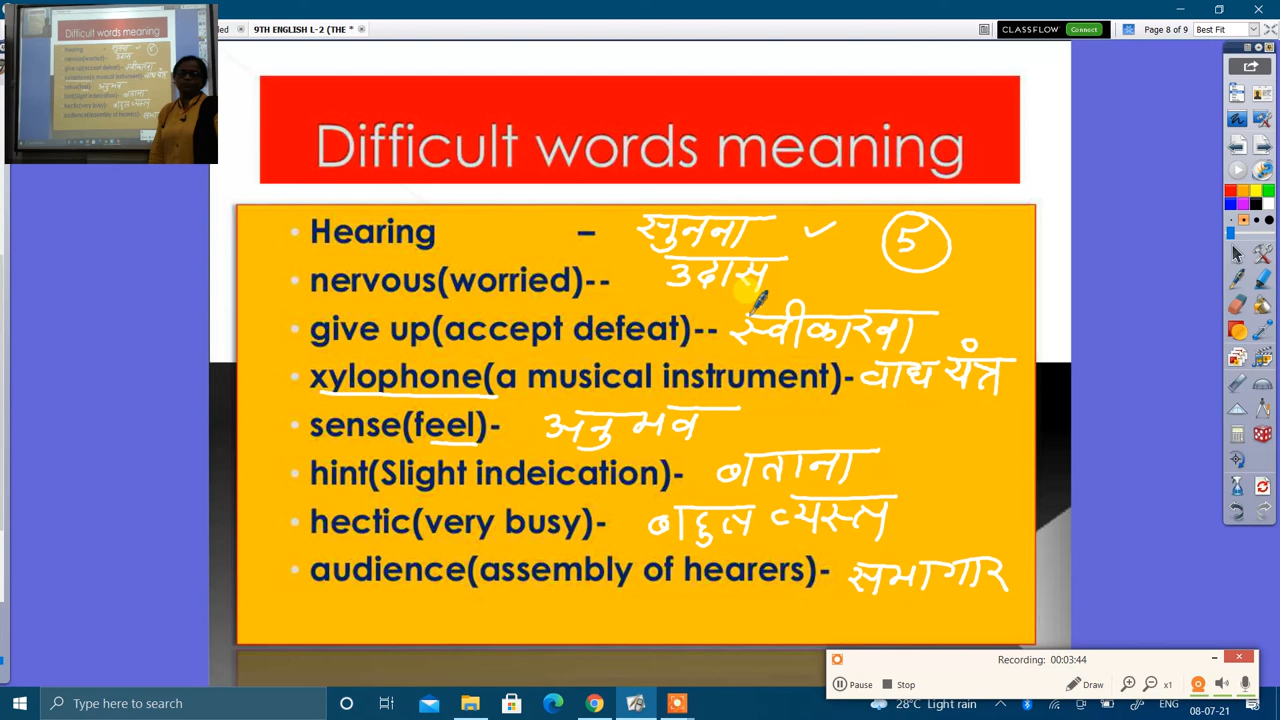 9TH ENGLISH L-2 (THE *
CLASSFLOW Connect
Page 8 of 9
Best Fit
Difficult words meaning
Hearing – सुनना ✓ 5
nervous(worried)-- उदास
give up(accept defeat)-- स्वीकारना
xylophone(a musical instrument)- वाद्य यंत्र
sense(feel)- अनुभव
hint(Slight indeication)- बताना
hectic(very busy)- बाहुत व्यस्त
audience(assembly of hearers)- सभागार
Recording: 00:03:44
Pause Stop Draw x1
Type here to search
28°C Light rain ENG 08-07-21